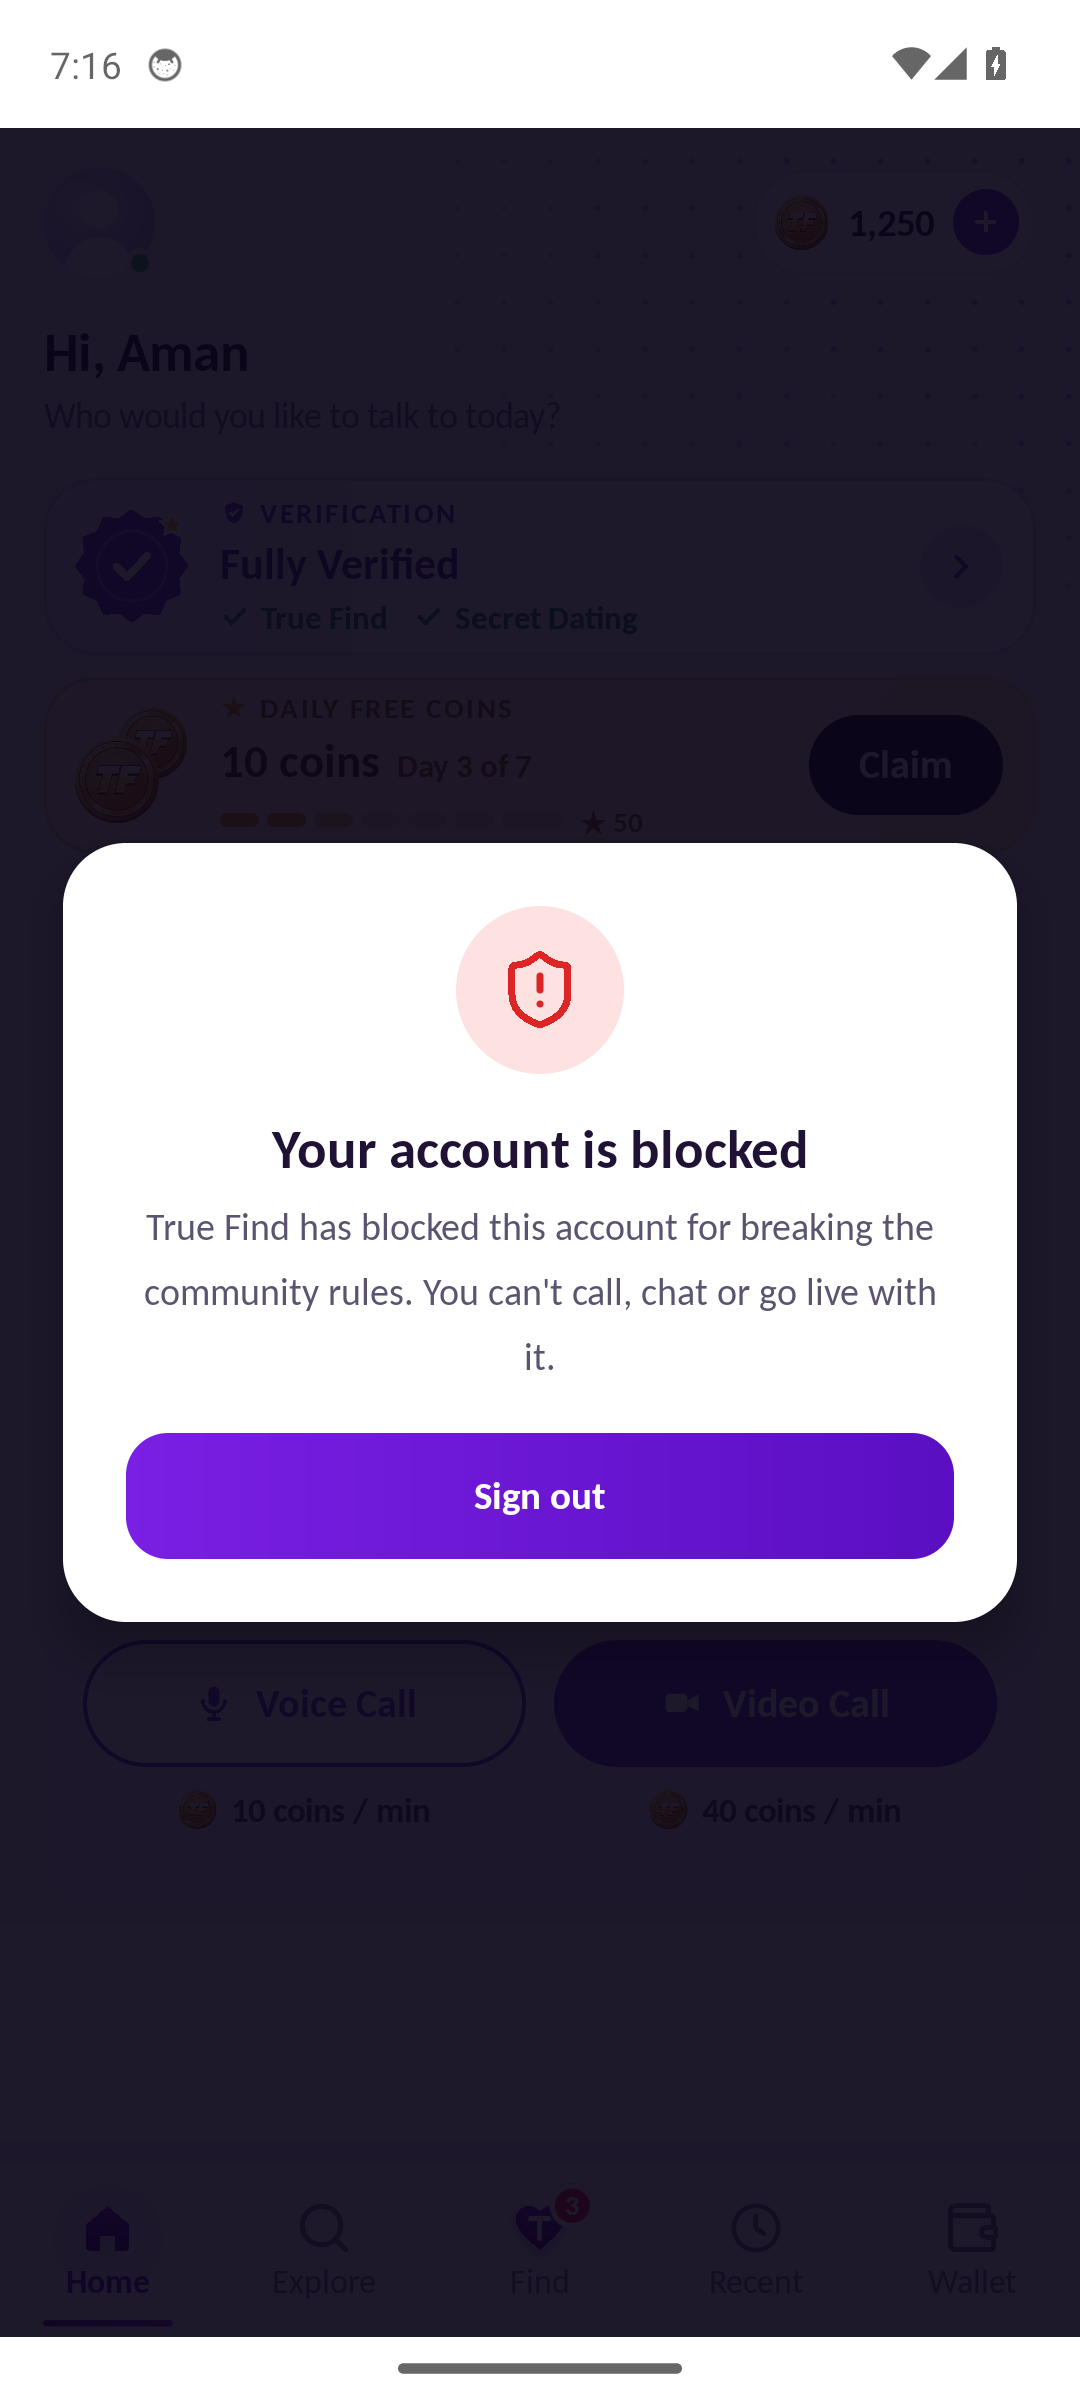 7:16
1,250
Hi, Aman
Who would you like to talk to today?
VERIFICATION
Fully Verified
True Find Secret Dating
DAILY FREE COINS
10 coins Day 3 of 7
Claim
★ 50
Your account is blocked
True Find has blocked this account for breaking the
community rules. You can't call, chat or go live with
it.
Sign out
Voice Call
Video Call
10 coins / min
40 coins / min
3
Home
Explore
Find
Recent
Wallet